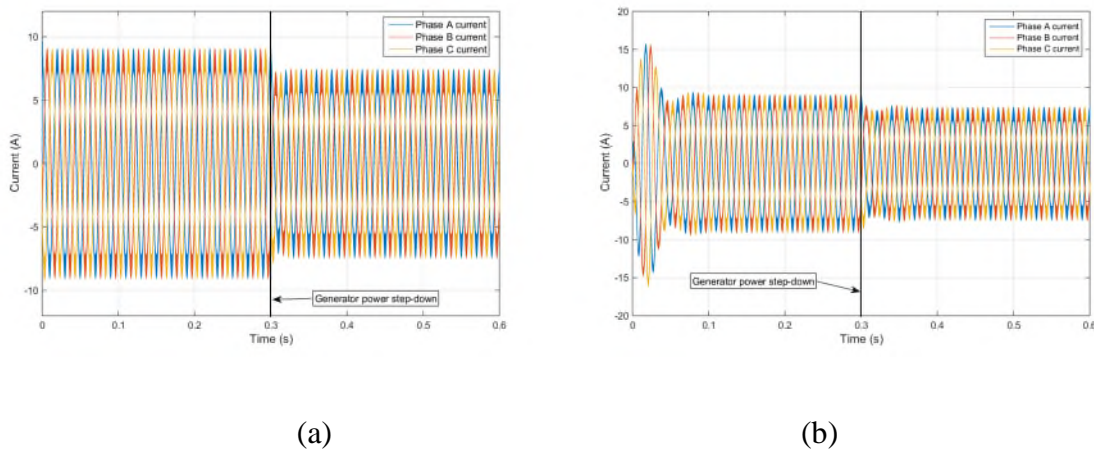 Phase A current
Phase B current
Phase C current
10
5
0
-5
-10
Current (A)
Generator power step-down
0 0.1 0.2 0.3 0.4 0.5 0.6
Time (s)
(a)
Phase A current
Phase B current
Phase C current
20
15
10
5
0
-5
-10
-15
-20
Current (A)
Generator power step-down
0 0.1 0.2 0.3 0.4 0.5 0.6
Time (s)
(b)